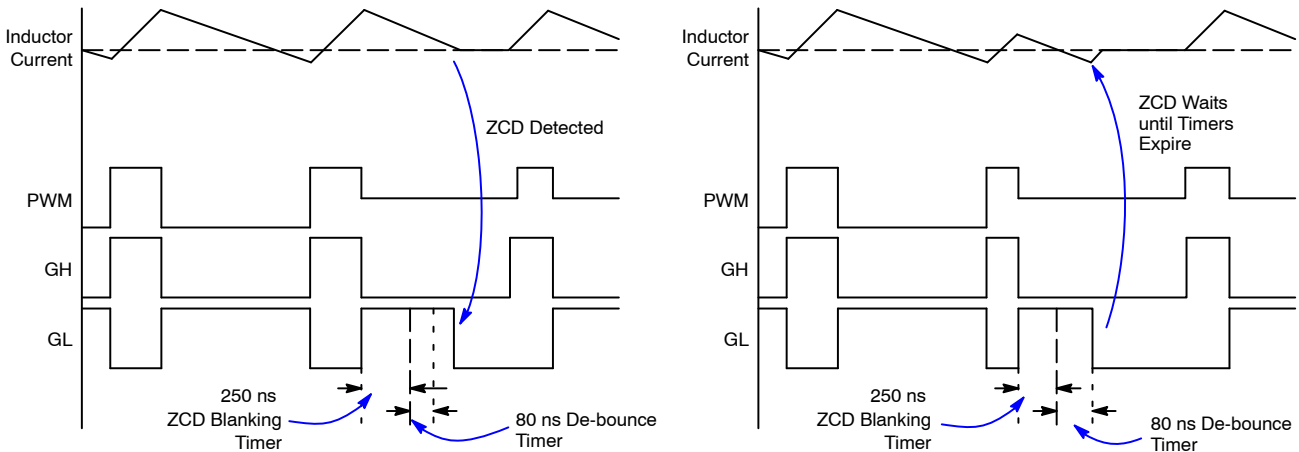 Inductor
Current
ZCD Detected
PWM
GH
GL
250 ns
ZCD Blanking
Timer
80 ns De-bounce
Timer
Inductor
Current
ZCD Waits
until Timers
Expire
PWM
GH
GL
250 ns
ZCD Blanking
Timer
80 ns De-bounce
Timer